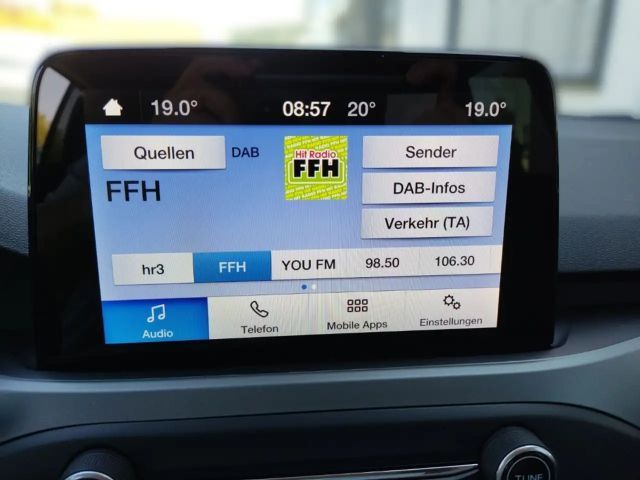 19.0° 08:57 20° 19.0°
Quellen DAB Hit Radio FFH Sender
FFH DAB-Infos
Verkehr (TA)
hr3 FFH YOU FM 98.50 106.30
Audio Telefon Mobile Apps Einstellungen
TUNE